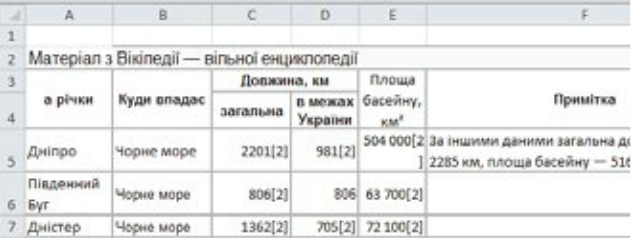 A B C D E F
1
2 Матеріал з Вікіпедії — вільної енциклопедії
3 Довжина, км Площа
а річки Куди впадає басейну, Примітка
4 загальна в межах України км²
504 000[2 За іншими даними загальна до
5 Дніпро Чорне море 2201[2] 981[2] ] 2285 км, площа басейну — 516
Південний
6 Буг Чорне море 806[2] 806 63 700[2]
7 Дністер Чорне море 1362[2] 705[2] 72 100[2]